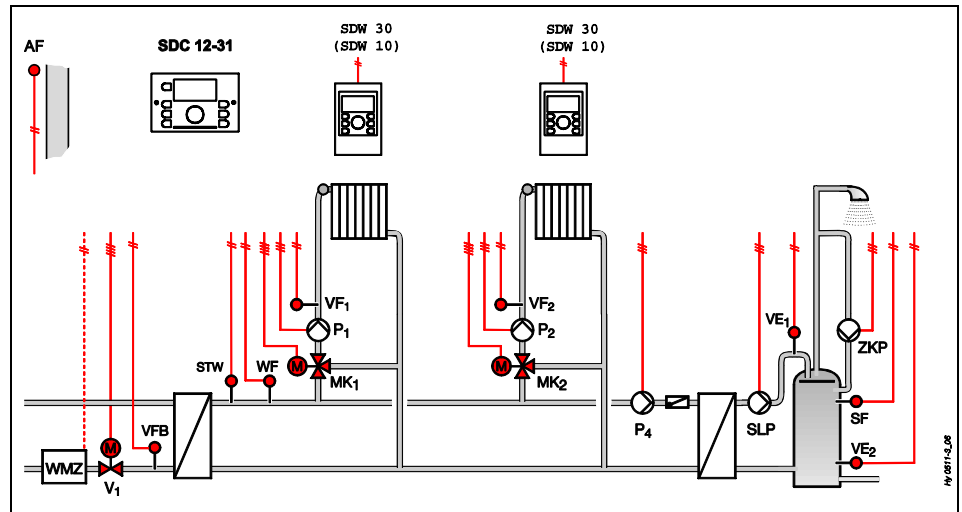 AF
SDC 12-31
SDW 30
(SDW 10)
SDW 30
(SDW 10)
VF1
VF2
P1
P2
VE1
ZKP
STW
WF
M
MK1
M
MK2
VFB
M
WMZ
V1
P4
SLP
SF
VE2
Hy 0611-3_06